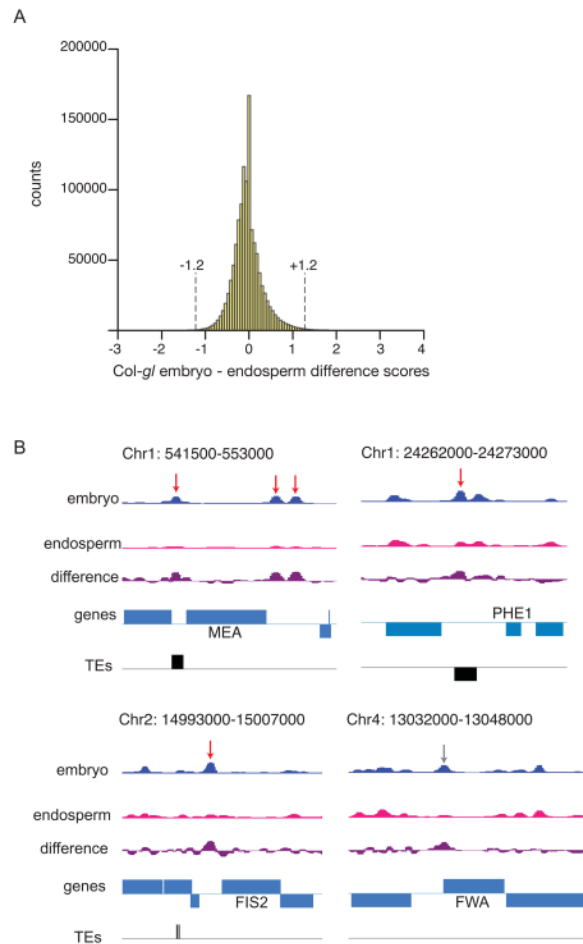 A
200000
150000
100000
50000
0
counts
-1.2
+1.2
-3 -2 -1 0 1 2 3 4
Col-gl embryo - endosperm difference scores
B
Chr1: 541500-553000
embryo
endosperm
difference
genes
MEA
TEs
Chr1: 24262000-24273000
PHE1
Chr2: 14993000-15007000
embryo
endosperm
difference
genes
FIS2
TEs
Chr4: 13032000-13048000
FWA